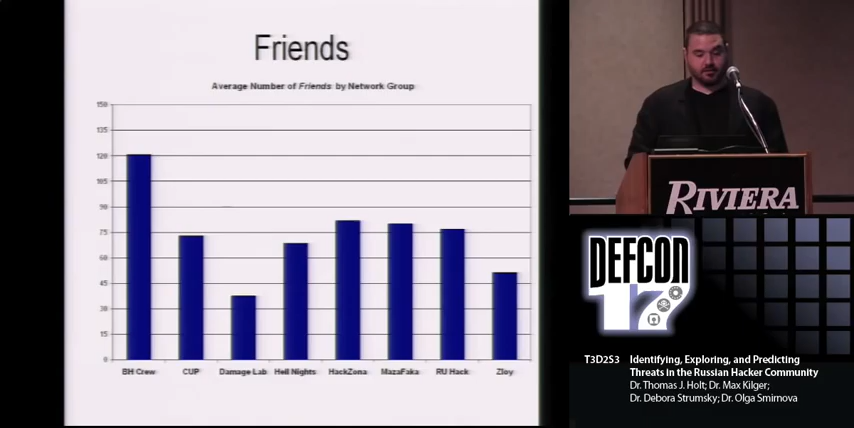 Friends
Average Number of Friends by Network Group
150
135
120
105
90
75
60
45
30
15
0
BH Crew CUP Damage Lab Hell Nights HackZona MazaFaka RU Hack Zloy
RIVIERA
DEFCON
17
T3D2S3 Identifying, Exploring, and Predicting
Threats in the Russian Hacker Community
Dr. Thomas J. Holt; Dr. Max Kilger;
Dr. Debora Strumsky; Dr. Olga Smirnova